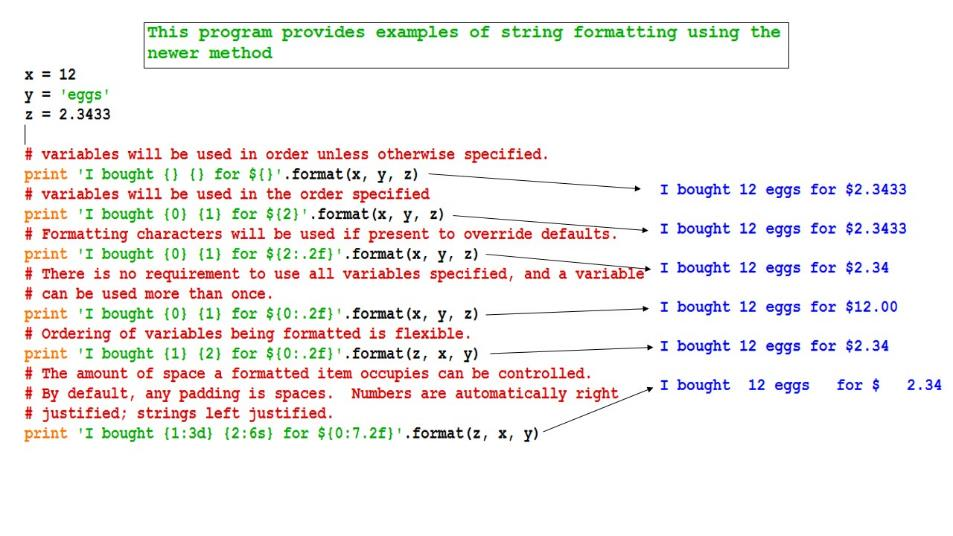 This program provides examples of string formatting using the
newer method
x = 12
y = 'eggs'
z = 2.3433
# variables will be used in order unless otherwise specified.
print 'I bought {} {} for ${}'.format(x, y, z)
I bought 12 eggs for $2.3433
# variables will be used in the order specified
print 'I bought {0} {1} for ${2}'.format(x, y, z)
I bought 12 eggs for $2.3433
# Formatting characters will be used if present to override defaults.
print 'I bought {0} {1} for ${2:.2f}'.format(x, y, z)
I bought 12 eggs for $2.34
# There is no requirement to use all variables specified, and a variable
# can be used more than once.
print 'I bought {0} {1} for ${0:.2f}'.format(x, y, z)
I bought 12 eggs for $12.00
# Ordering of variables being formatted is flexible.
print 'I bought {1} {2} for ${0:.2f}'.format(z, x, y)
I bought 12 eggs for $2.34
# The amount of space a formatted item occupies can be controlled.
# By default, any padding is spaces.  Numbers are automatically right
# justified; strings left justified.
print 'I bought {1:3d} {2:6s} for ${0:7.2f}'.format(z, x, y)
I bought  12 eggs   for $   2.34